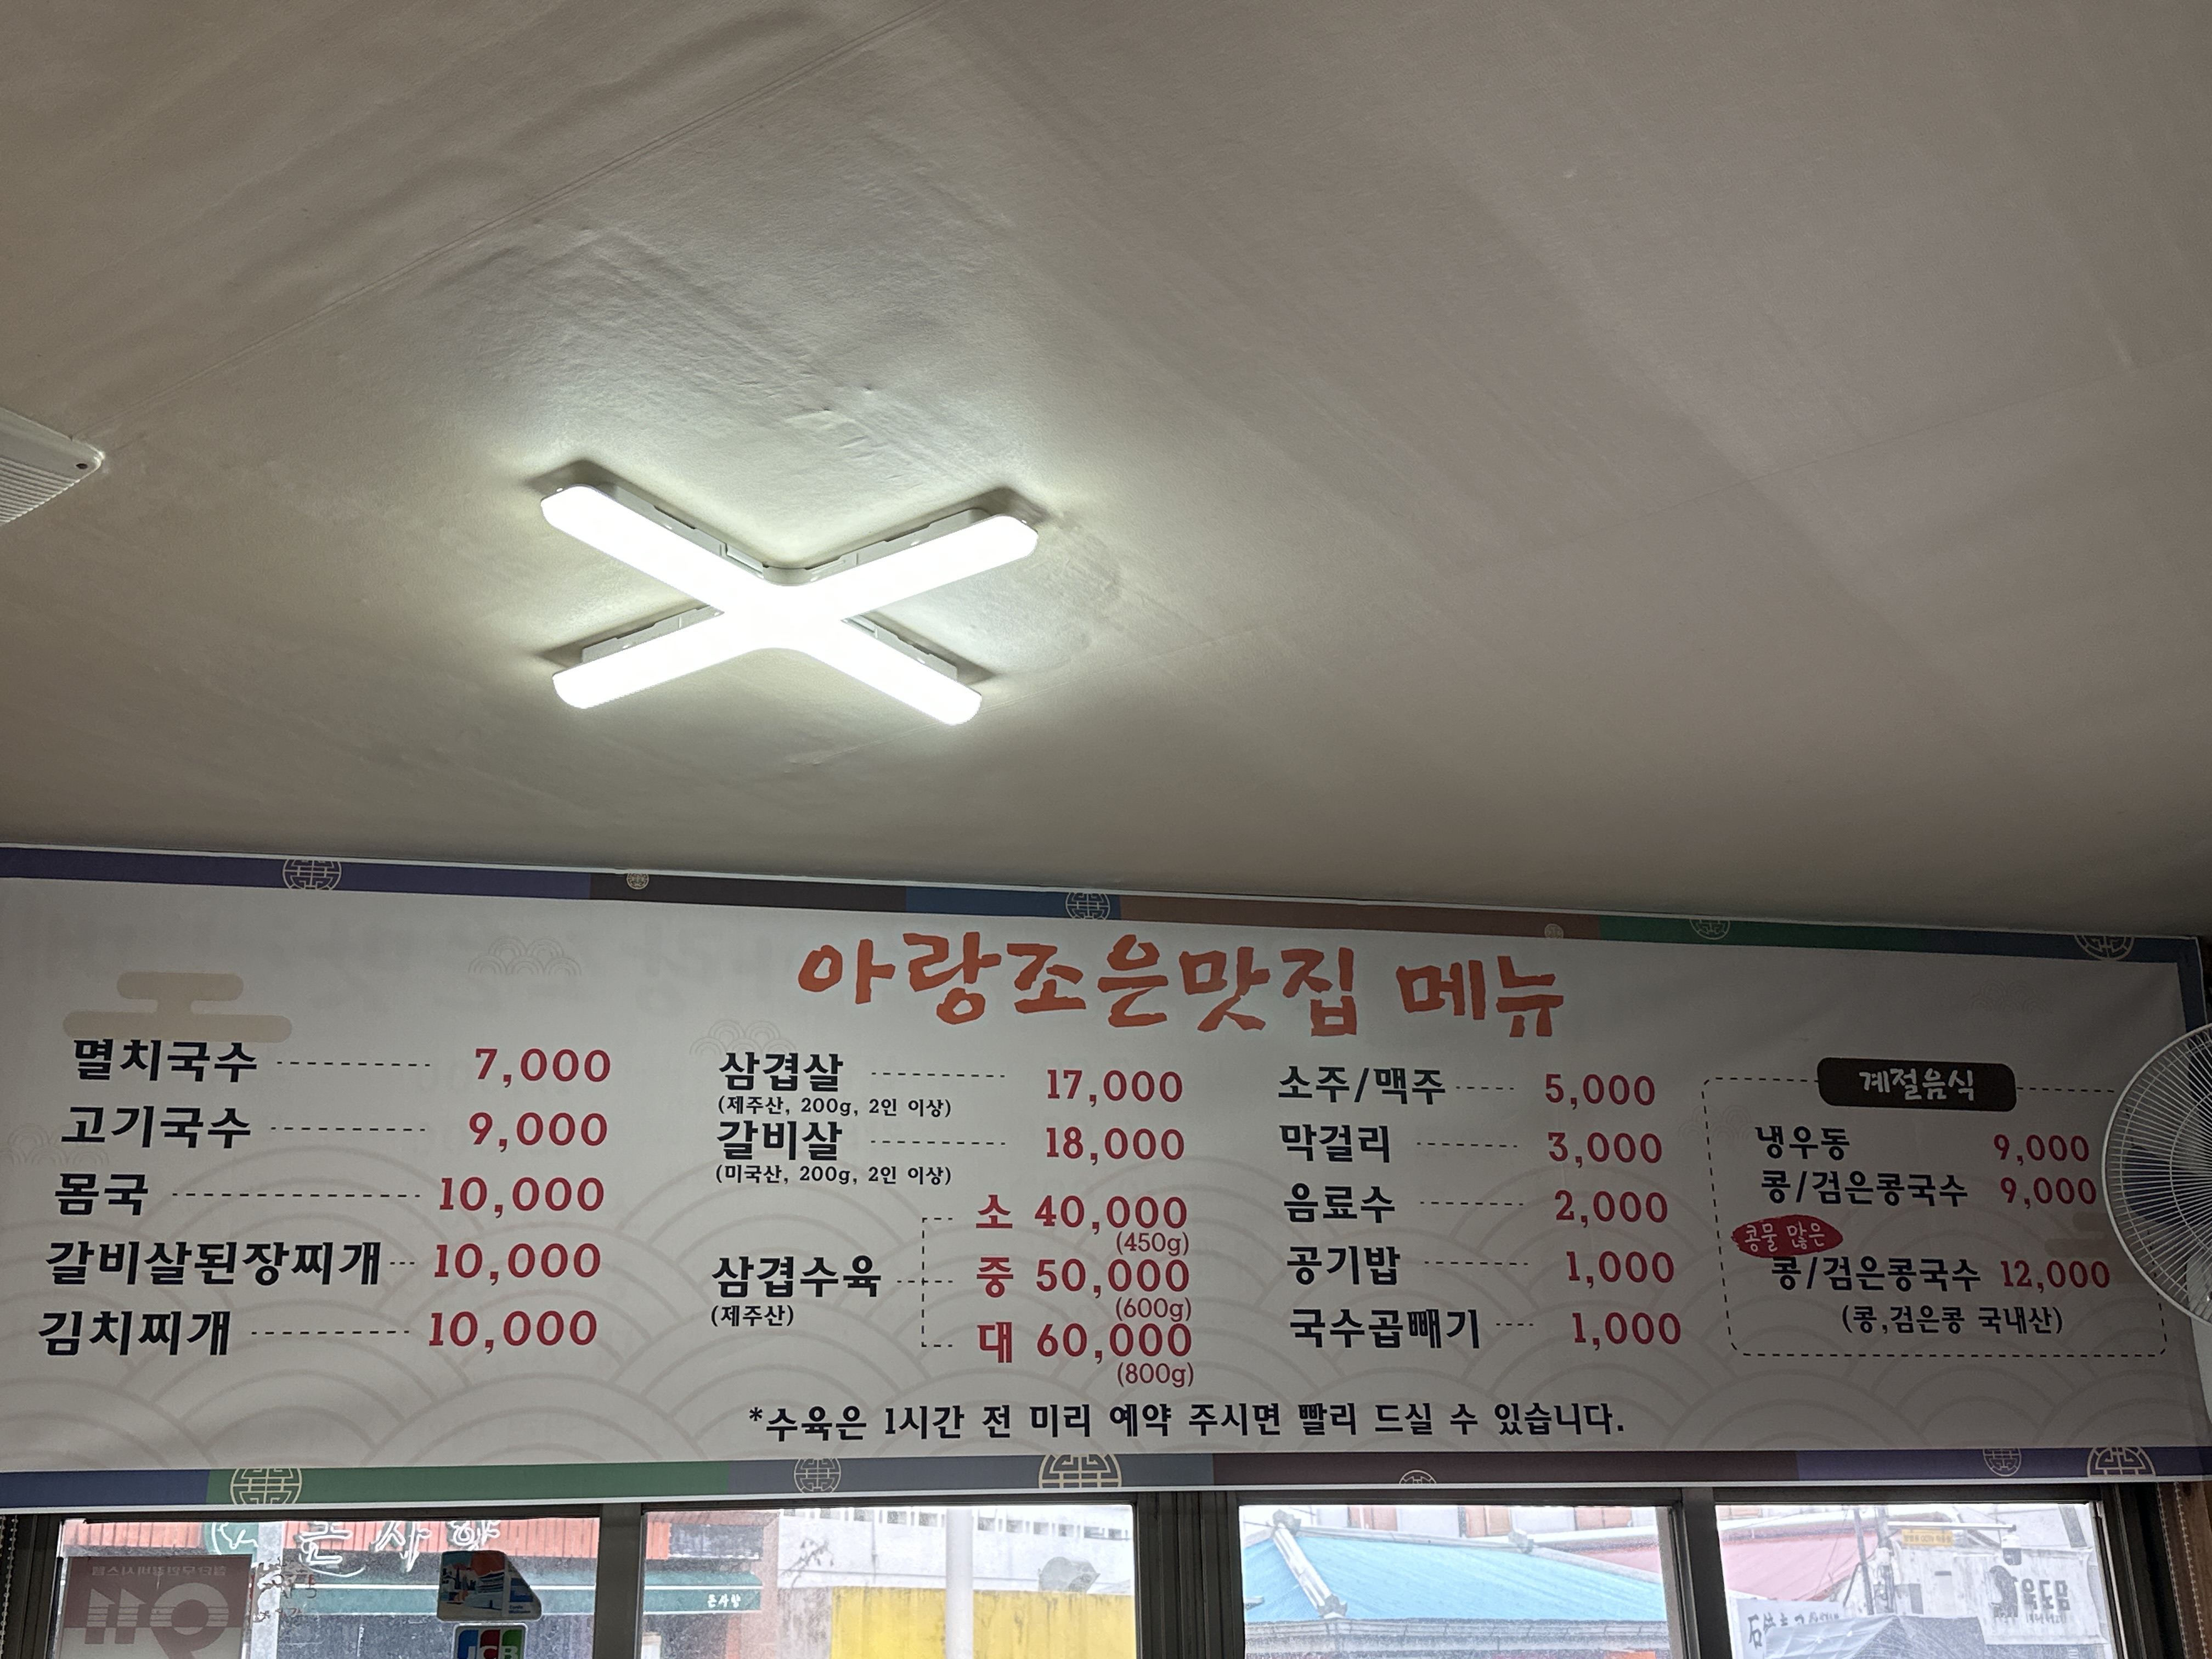 아랑조은맛집 메뉴
멸치국수 7,000
고기국수 9,000
몸국 10,000
갈비살된장찌개 10,000
김치찌개 10,000
삼겹살 17,000
(제주산, 200g, 2인 이상)
갈비살 18,000
(미국산, 200g, 2인 이상)
삼겹수육
(제주산)
소 40,000
(450g)
중 50,000
(600g)
대 60,000
(800g)
소주/맥주 5,000
막걸리 3,000
음료수 2,000
공기밥 1,000
국수곱빼기 1,000
계절음식
냉우동 9,000
콩/검은콩국수 9,000
콩물 많은
콩/검은콩국수 12,000
(콩,검은콩 국내산)
*수육은 1시간 전 미리 예약 주시면 빨리 드실 수 있습니다.
JCB